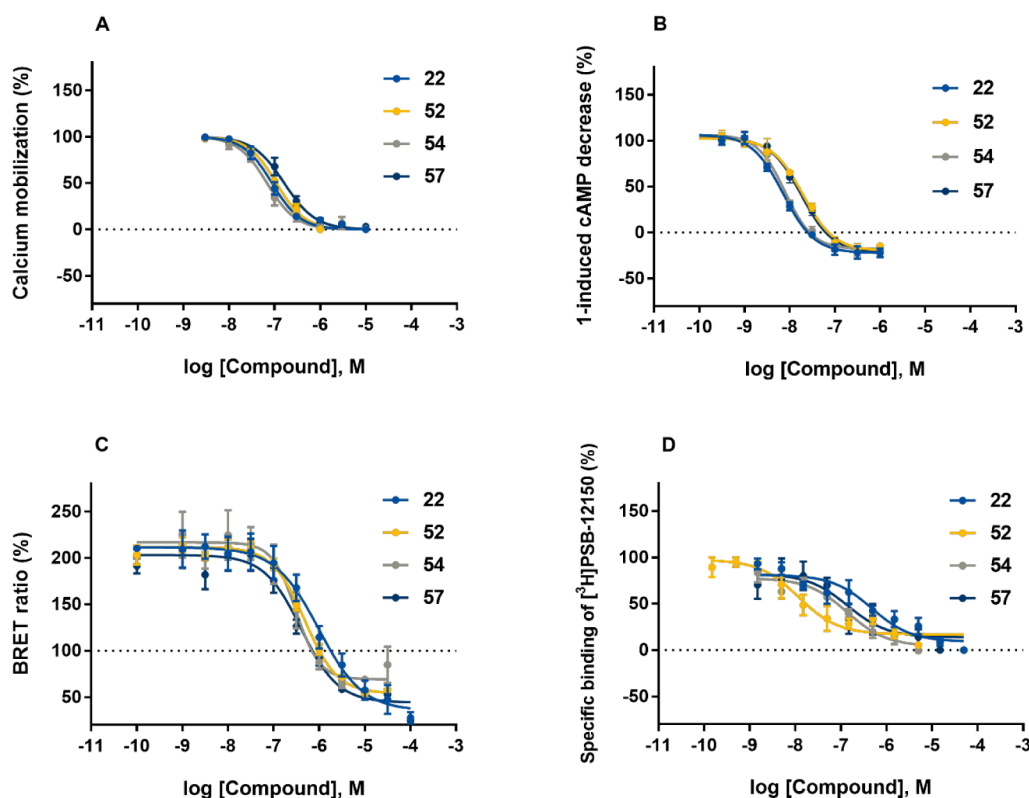 A
Calcium mobilization (%)
150
100
50
0
-50
-11 -10 -9 -8 -7 -6 -5 -4 -3
log [Compound], M
22
52
54
57
B
1-induced cAMP decrease (%)
150
100
50
0
-50
-11 -10 -9 -8 -7 -6 -5 -4 -3
log [Compound], M
22
52
54
57
C
BRET ratio (%)
250
200
150
100
50
-11 -10 -9 -8 -7 -6 -5 -4 -3
log [Compound], M
22
52
54
57
D
Specific binding of [³H]PSB-12150 (%)
150
100
50
0
-50
-11 -10 -9 -8 -7 -6 -5 -4 -3
log [Compound], M
22
52
54
57